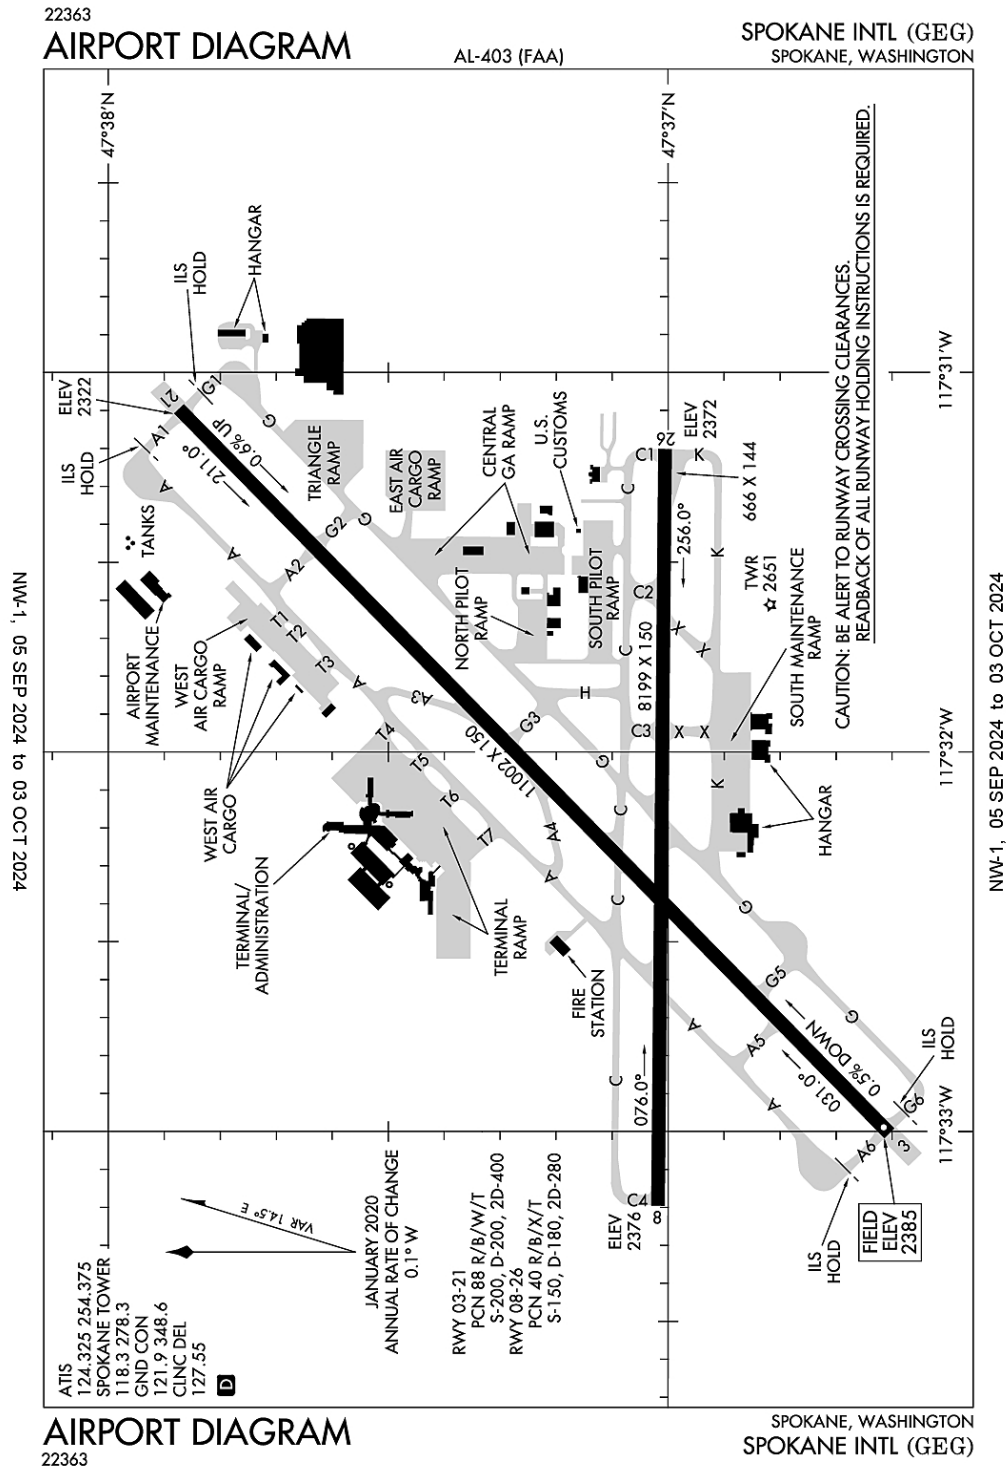 22363
AIRPORT DIAGRAM
AL-403 (FAA)
SPOKANE INTL (GEG)
SPOKANE, WASHINGTON
47°38'N
47°37'N
117°31'W
117°32'W
117°33'W
CAUTION: BE ALERT TO RUNWAY CROSSING CLEARANCES.
READBACK OF ALL RUNWAY HOLDING INSTRUCTIONS IS REQUIRED.
ILS
HOLD
HANGAR
ELEV
2322
21
G1
A1
ILS
HOLD
211.0°
0.6% UP
G
A
TRIANGLE
RAMP
EAST AIR
CARGO
RAMP
CENTRAL
GA RAMP
U.S.
CUSTOMS
C1
26
ELEV
2372
K
C
666 X 144
256.0°
K
TANKS
A
A2
G2
G
AIRPORT
MAINTENANCE
WEST
AIR CARGO
RAMP
T1
T2
T3
A
NORTH PILOT
RAMP
SOUTH PILOT
RAMP
C2
TWR
2651
X
X
SOUTH MAINTENANCE
RAMP
C
8199 X 150
H
A3
G3
C3
X
X
T4
T5
T6
T7
11002 X 150
G
K
HANGAR
WEST AIR
CARGO
TERMINAL/
ADMINISTRATION
TERMINAL
RAMP
A4
A
C
C
G
FIRE
STATION
G5
A
A5
G
076.0°
C
A
031.0°
0.5% DOWN
ILS
HOLD
G6
3
A6
ILS
HOLD
C4
8
ELEV
2376
FIELD
ELEV
2385
VAR 14.5° E
JANUARY 2020
ANNUAL RATE OF CHANGE
0.1° W
RWY 03-21
PCN 88 R/B/W/T
S-200, D-200, 2D-400
RWY 08-26
PCN 40 R/B/X/T
S-150, D-180, 2D-280
ATIS
124.325 254.375
SPOKANE TOWER
118.3 278.3
GND CON
121.9 348.6
CLNC DEL
127.55
D
NW-1, 05 SEP 2024 to 03 OCT 2024
NW-1, 05 SEP 2024 to 03 OCT 2024
AIRPORT DIAGRAM
22363
SPOKANE, WASHINGTON
SPOKANE INTL (GEG)